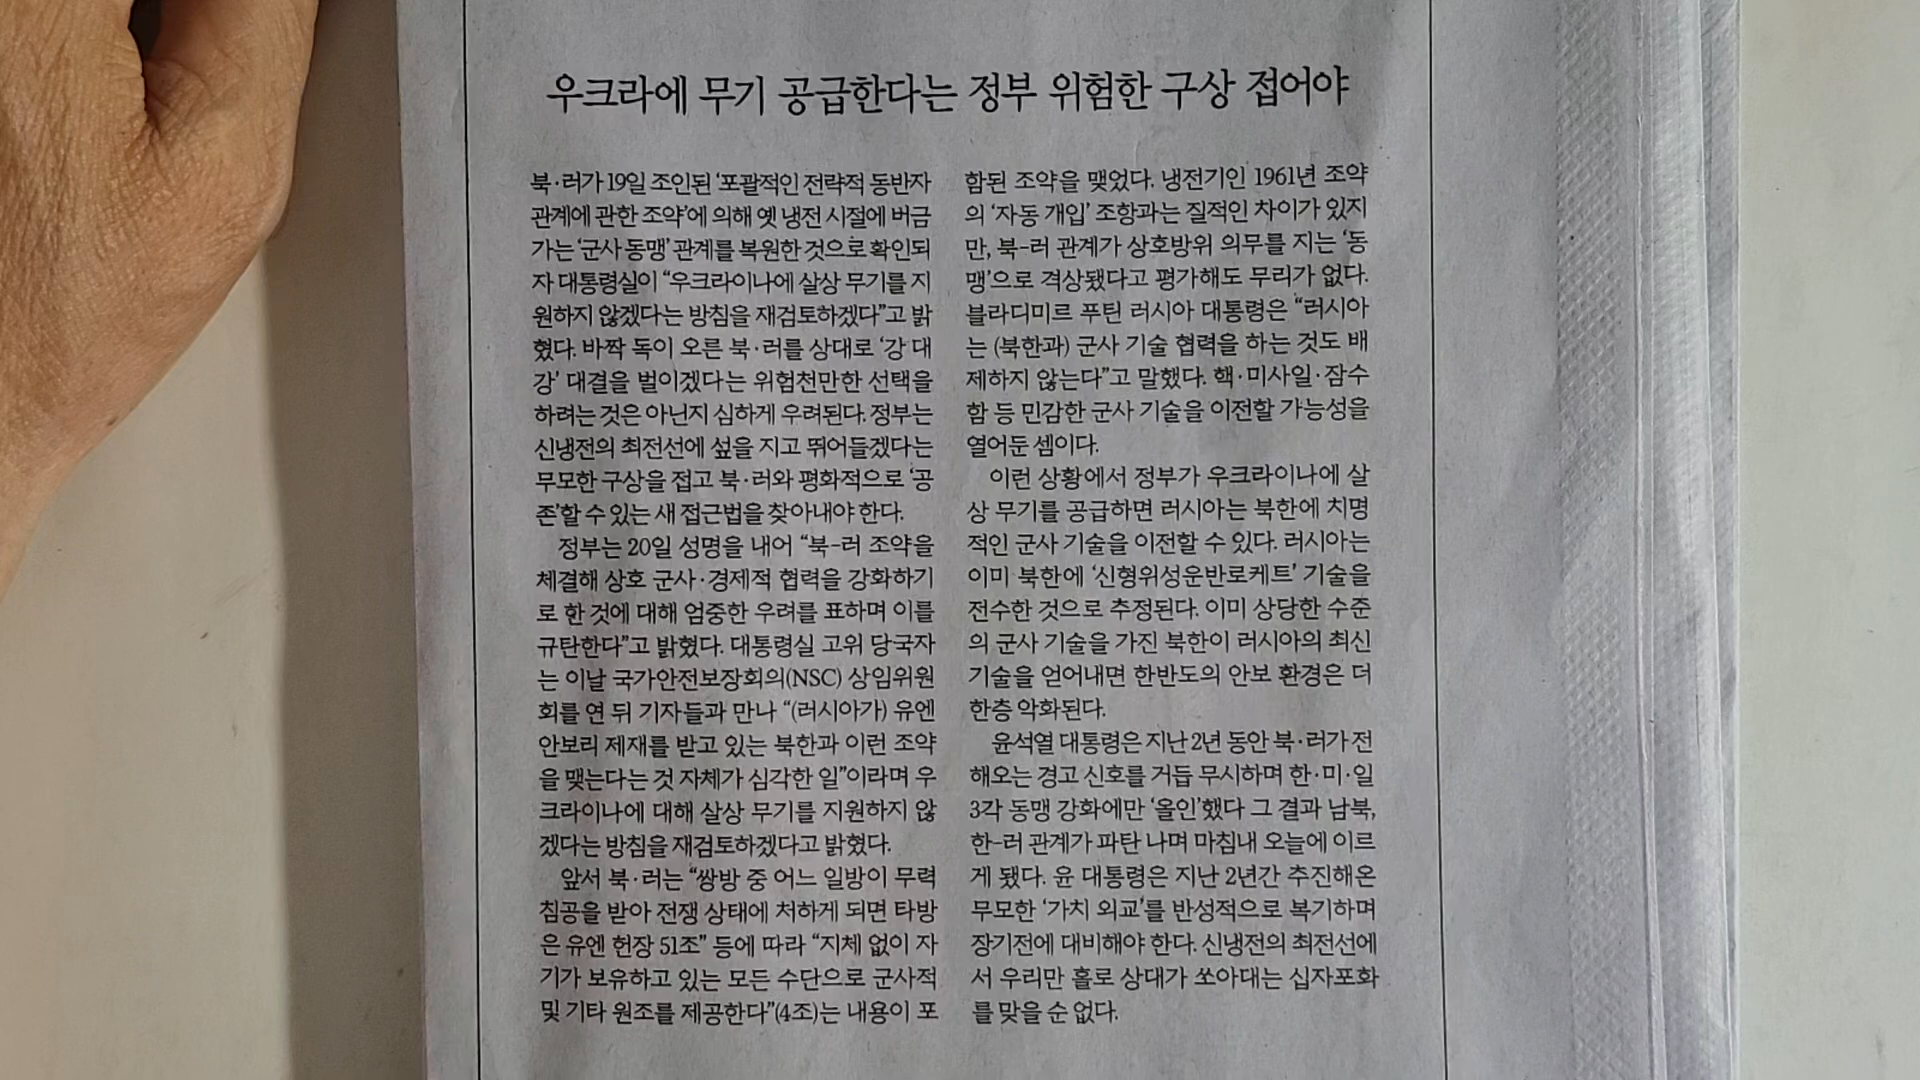 우크라에 무기 공급한다는 정부 위험한 구상 접어야
북·러가 19일 조인된 '포괄적인 전략적 동반자
관계에 관한 조약'에 의해 옛 냉전 시절에 버금
가는 '군사 동맹' 관계를 복원한 것으로 확인되
자 대통령실이 “우크라이나에 살상 무기를 지
원하지 않겠다는 방침을 재검토하겠다”고 밝
혔다. 바짝 독이 오른 북·러를 상대로 '강 대
강' 대결을 벌이겠다는 위험천만한 선택을
하려는 것은 아닌지 심하게 우려된다. 정부는
신냉전의 최전선에 섶을 지고 뛰어들겠다는
무모한 구상을 접고 북·러와 평화적으로 '공
존'할 수 있는 새 접근법을 찾아내야 한다.
정부는 20일 성명을 내어 “북-러 조약을
체결해 상호 군사·경제적 협력을 강화하기
로 한 것에 대해 엄중한 우려를 표하며 이를
규탄한다”고 밝혔다. 대통령실 고위 당국자
는 이날 국가안전보장회의(NSC) 상임위원
회를 연 뒤 기자들과 만나 “(러시아가) 유엔
안보리 제재를 받고 있는 북한과 이런 조약
을 맺는다는 것 자체가 심각한 일”이라며 우
크라이나에 대해 살상 무기를 지원하지 않
겠다는 방침을 재검토하겠다고 밝혔다.
앞서 북·러는 “쌍방 중 어느 일방이 무력
침공을 받아 전쟁 상태에 처하게 되면 타방
은 유엔 헌장 51조” 등에 따라 “지체 없이 자
기가 보유하고 있는 모든 수단으로 군사적
및 기타 원조를 제공한다”(4조)는 내용이 포
함된 조약을 맺었다. 냉전기인 1961년 조약
의 '자동 개입' 조항과는 질적인 차이가 있지
만, 북-러 관계가 상호방위 의무를 지는 '동
맹'으로 격상됐다고 평가해도 무리가 없다.
블라디미르 푸틴 러시아 대통령은 “러시아
는 (북한과) 군사 기술 협력을 하는 것도 배
제하지 않는다”고 말했다. 핵·미사일·잠수
함 등 민감한 군사 기술을 이전할 가능성을
열어둔 셈이다.
이런 상황에서 정부가 우크라이나에 살
상 무기를 공급하면 러시아는 북한에 치명
적인 군사 기술을 이전할 수 있다. 러시아는
이미 북한에 '신형위성운반로케트' 기술을
전수한 것으로 추정된다. 이미 상당한 수준
의 군사 기술을 가진 북한이 러시아의 최신
기술을 얻어내면 한반도의 안보 환경은 더
한층 악화된다.
윤석열 대통령은 지난 2년 동안 북·러가 전
해오는 경고 신호를 거듭 무시하며 한·미·일
3각 동맹 강화에만 '올인'했다 그 결과 남북,
한-러 관계가 파탄 나며 마침내 오늘에 이르
게 됐다. 윤 대통령은 지난 2년간 추진해온
무모한 '가치 외교'를 반성적으로 복기하며
장기전에 대비해야 한다. 신냉전의 최전선에
서 우리만 홀로 상대가 쏘아대는 십자포화
를 맞을 순 없다.